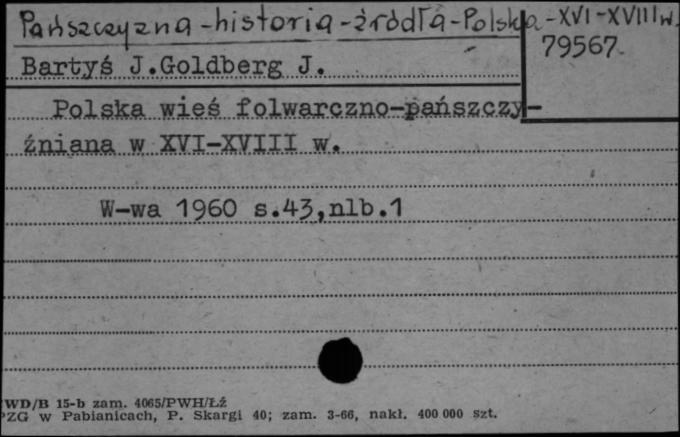 Pańszczyzna-historia-źródła-Polska-XVI-XVIII w.
79567
Bartyś J.Goldberg J.
Polska wieś folwarczno-pańszczy-
źniana w XVI-XVIII w.
W-wa 1960 s.43,nlb.1
WD/B 15-b zam. 4065/PWH/Łź
PZG w Pabianicach, P. Skargi 40; zam. 3-66, nakł. 400 000 szt.